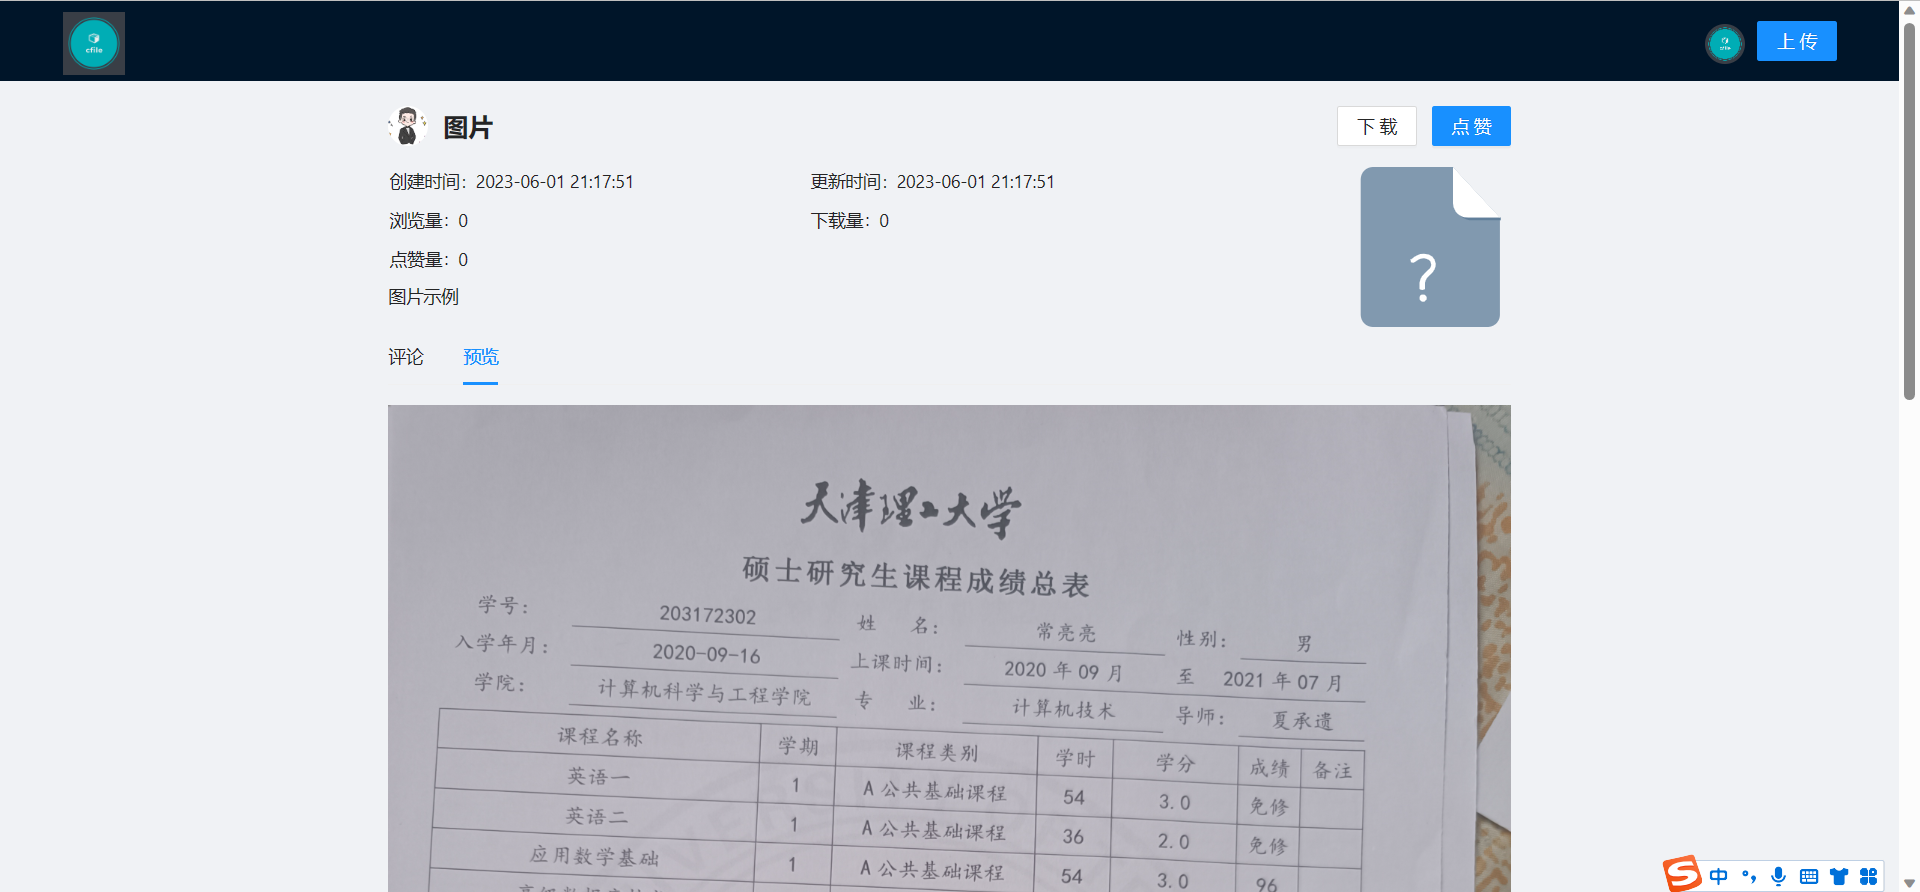 cfile
cfile
上传
图片
下载
点赞
创建时间：2023-06-01 21:17:51
更新时间：2023-06-01 21:17:51
浏览量：0
下载量：0
点赞量：0
图片示例
?
评论
预览
天津理工大学
硕士研究生课程成绩总表
学号： 203172302 姓 名： 常亮亮 性别： 男
入学年月： 2020-09-16 上课时间： 2020 年 09 月 至 2021 年 07 月
学院： 计算机科学与工程学院 专 业： 计算机技术 导师： 夏承遗
课程名称 学期 课程类别 学时 学分 成绩 备注
英语一 1 A 公共基础课程 54 3.0 免修
英语二 1 A 公共基础课程 36 2.0 免修
应用数学基础 1 A 公共基础课程 54 3.0 96
S 中